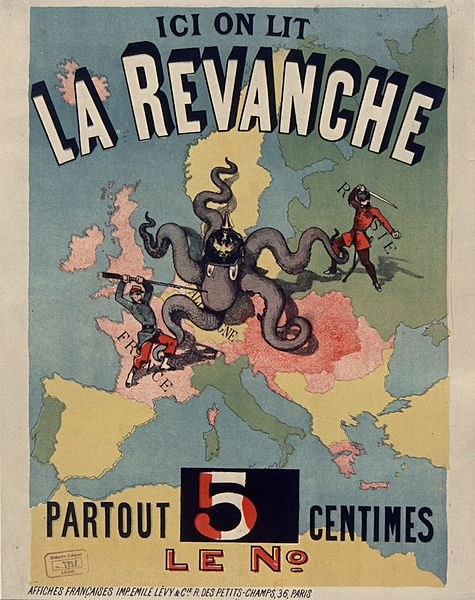 ICI ON LIT
LA REVANCHE
RUSSIE
ALLEMAGNE
FRANCE
PARTOUT 5 CENTIMES
LE No
AFFICHES FRANÇAISES IMP. EMILE LÉVY & Cie R. DES PETITS-CHAMPS, 36, PARIS